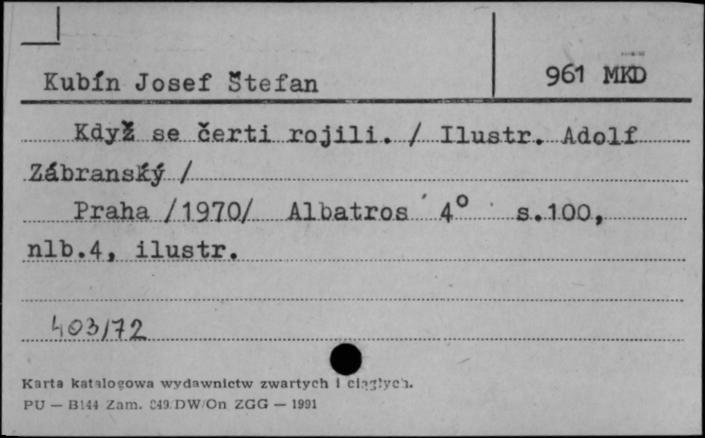 Kubín Josef Štefan
961 MKD
Když se čerti rojili. / Ilustr. Adolf
Zábranský /
Praha /1970/ Albatros 4° s.100,
nlb.4, ilustr.
403/72
Karta katalogowa wydawnictw zwartych i ciągłych.
PU — B144 Zam. 049/DW/On ZGG — 1991